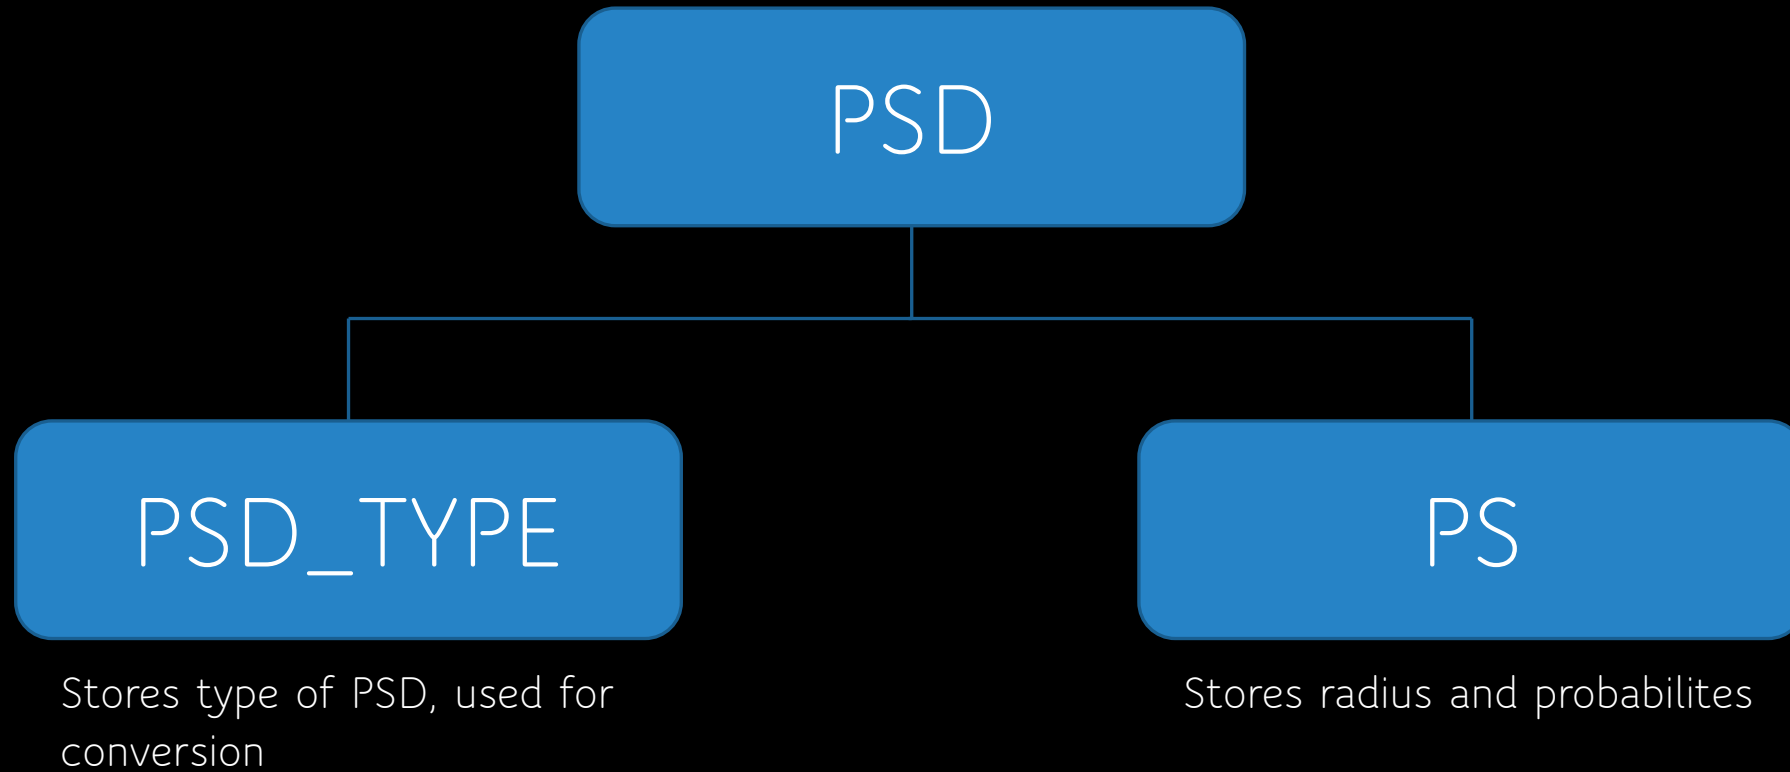 PSD
PSD_TYPE
PS
Stores type of PSD, used for
conversion
Stores radius and probabilites